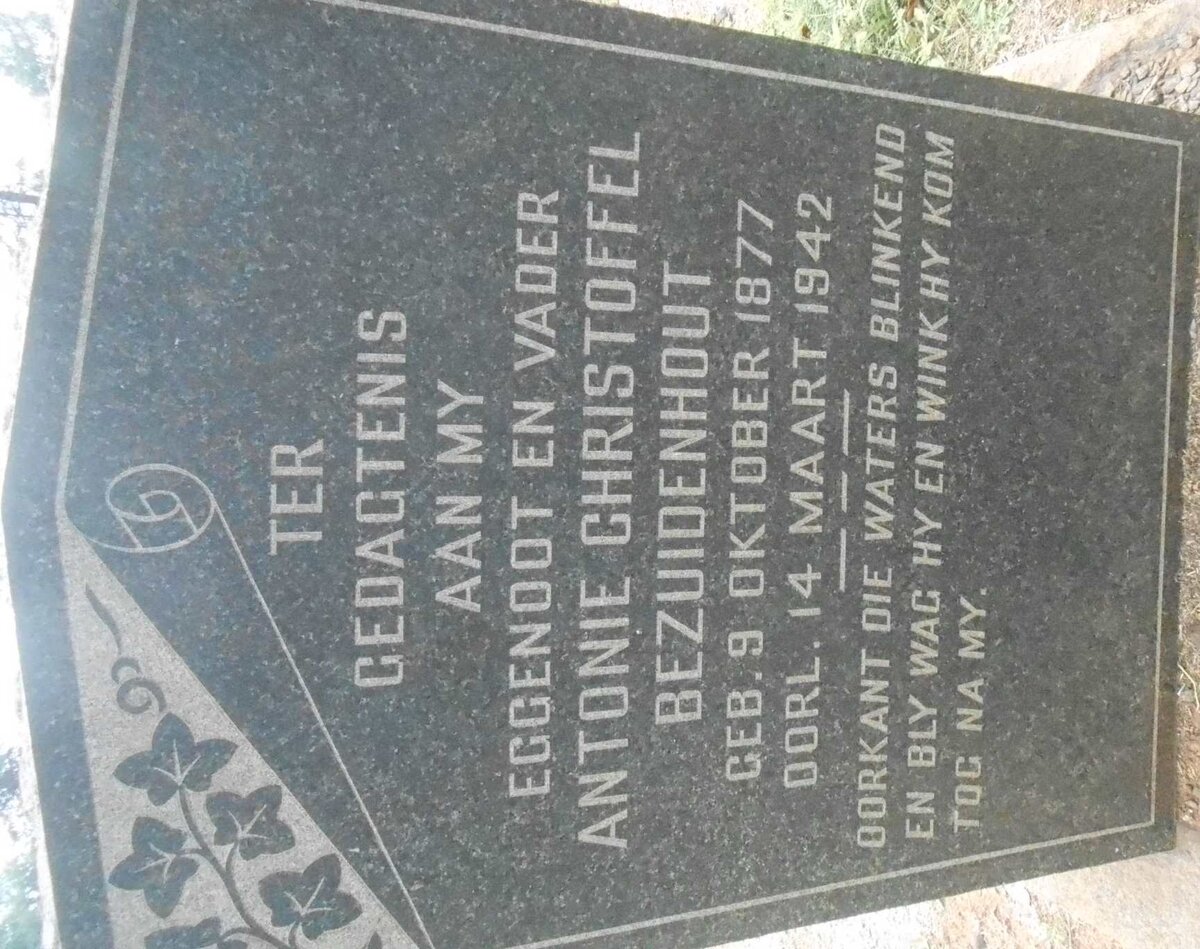 TER
GEDAGTENIS
AAN MY
EGGENOOT EN VADER
ANTONIE CHRISTOFFEL
BEZUIDENHOUT
GEB. 9 OKTOBER 1877
OORL. 14 MAART 1942
OORKANT DIE WATERS BLINKEND
EN BLY WAG HY EN WINK HY KOM
TOG NA MY.